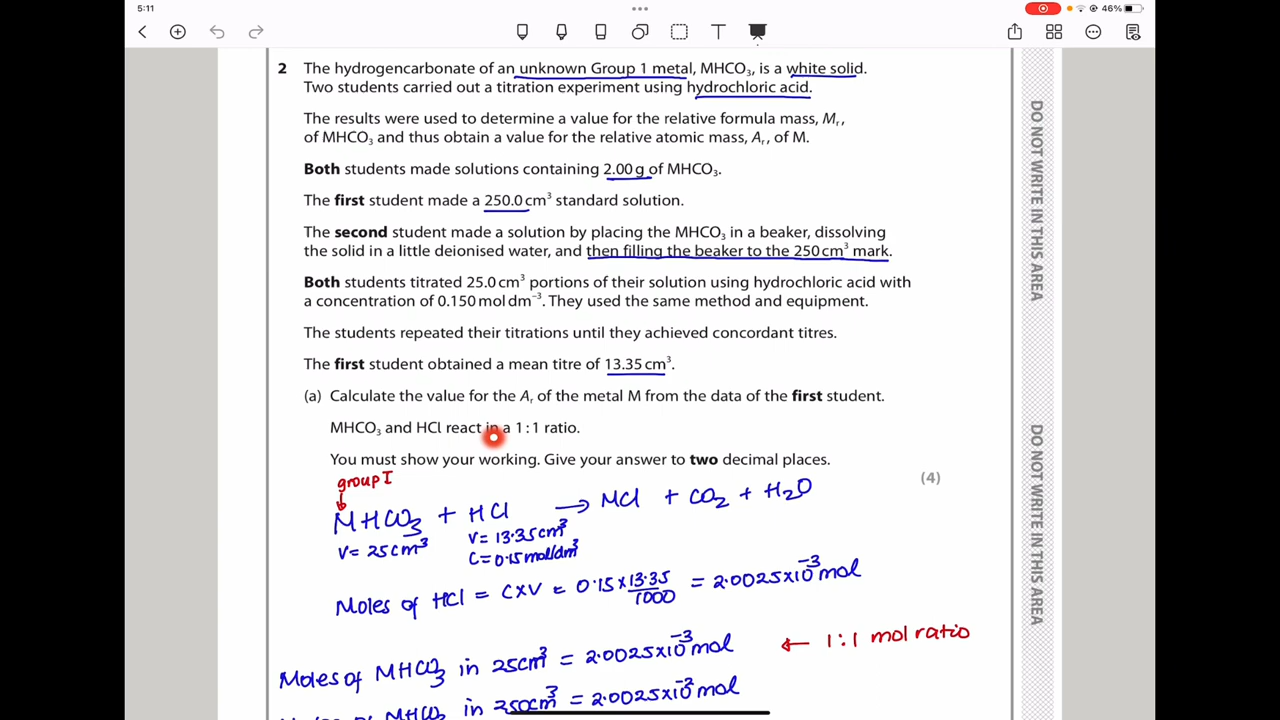 5:11
46%
2 The hydrogencarbonate of an unknown Group 1 metal, MHCO₃, is a white solid.
Two students carried out a titration experiment using hydrochloric acid.
The results were used to determine a value for the relative formula mass, Mᵣ,
of MHCO₃ and thus obtain a value for the relative atomic mass, Aᵣ, of M.
Both students made solutions containing 2.00 g of MHCO₃.
The first student made a 250.0 cm³ standard solution.
The second student made a solution by placing the MHCO₃ in a beaker, dissolving
the solid in a little deionised water, and then filling the beaker to the 250 cm³ mark.
Both students titrated 25.0 cm³ portions of their solution using hydrochloric acid with
a concentration of 0.150 mol dm⁻³. They used the same method and equipment.
The students repeated their titrations until they achieved concordant titres.
The first student obtained a mean titre of 13.35 cm³.
(a) Calculate the value for the Aᵣ of the metal M from the data of the first student.
MHCO₃ and HCl react in a 1 : 1 ratio.
You must show your working. Give your answer to two decimal places.
(4)
group I
MHCO₃ + HCl → MCl + CO₂ + H₂O
V = 25cm³ V = 13.35cm³
C = 0.15mol/dm³
Moles of HCl = C×V = 0.15 × 13.35/1000 = 2.0025×10⁻³ mol
Moles of MHCO₃ in 25cm³ = 2.0025×10⁻³ mol ← 1:1 mol ratio
MHCO₃ in 250cm³ = 2.0025×10⁻³ mol
DO NOT WRITE IN THIS AREA
DO NOT WRITE IN THIS AREA